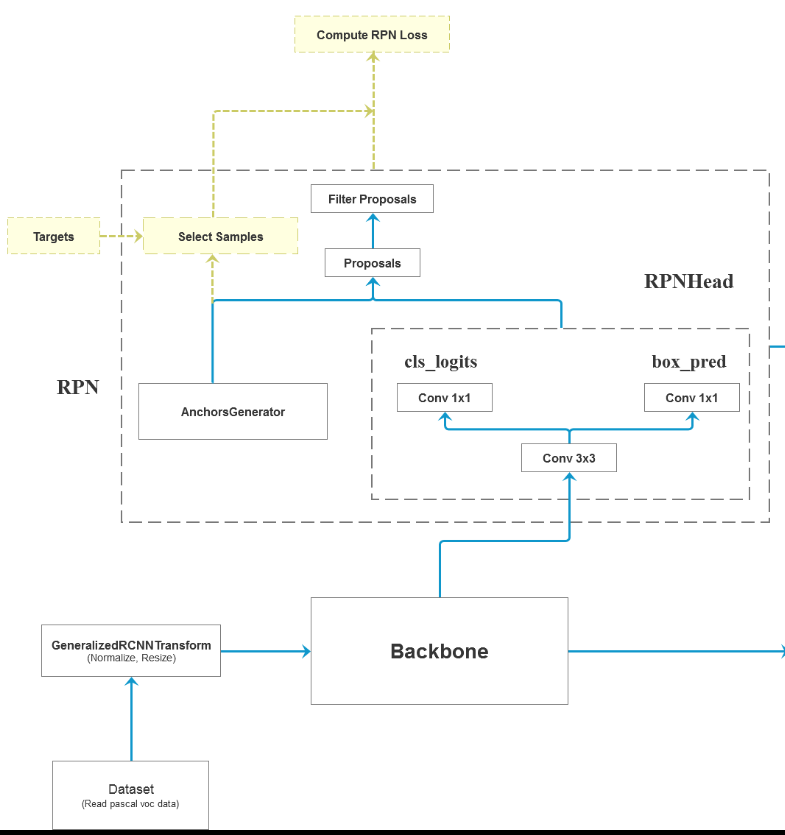 Compute RPN Loss
Filter Proposals
Targets
Select Samples
Proposals
RPNHead
cls_logits
box_pred
RPN
Conv 1x1
Conv 1x1
AnchorsGenerator
Conv 3x3
GeneralizedRCNNTransform
(Normalize, Resize)
Backbone
Dataset
(Read pascal voc data)